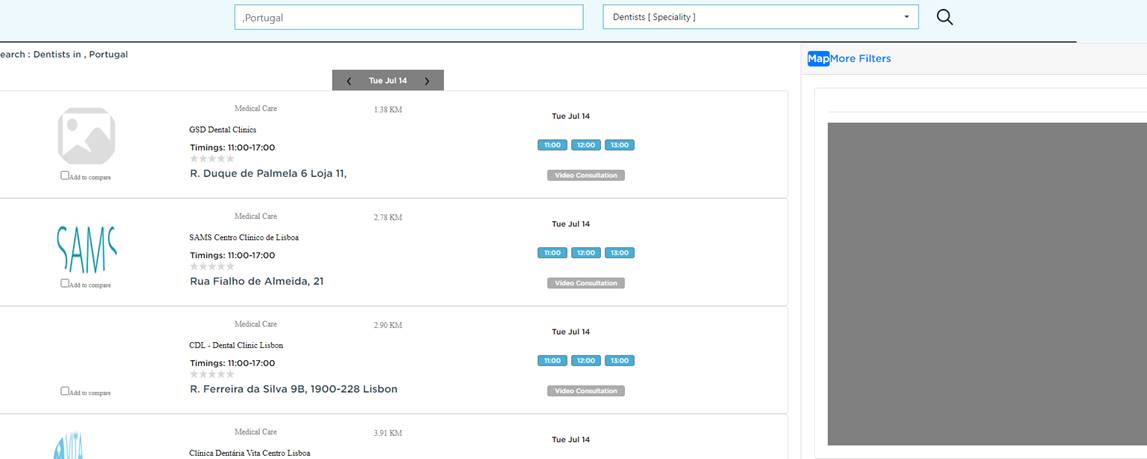 ,Portugal
Dentists [ Speciality ]
earch : Dentists in , Portugal
Tue Jul 14
Map More Filters
Medical Care
1.38 KM
GSD Dental Clinics
Timings: 11:00-17:00
R. Duque de Palmela 6 Loja 11,
Add to compare
Tue Jul 14
11:00 12:00 13:00
Video Consultation
Medical Care
2.78 KM
SAMS
SAMS Centro Clínico de Lisboa
Timings: 11:00-17:00
Rua Fialho de Almeida, 21
Add to compare
Tue Jul 14
11:00 12:00 13:00
Video Consultation
Medical Care
2.90 KM
CDL - Dental Clinic Lisbon
Timings: 11:00-17:00
R. Ferreira da Silva 9B, 1900-228 Lisbon
Add to compare
Tue Jul 14
11:00 12:00 13:00
Video Consultation
Medical Care
3.91 KM
VITA
Clínica Dentária Vita Centro Lisboa
Tue Jul 14